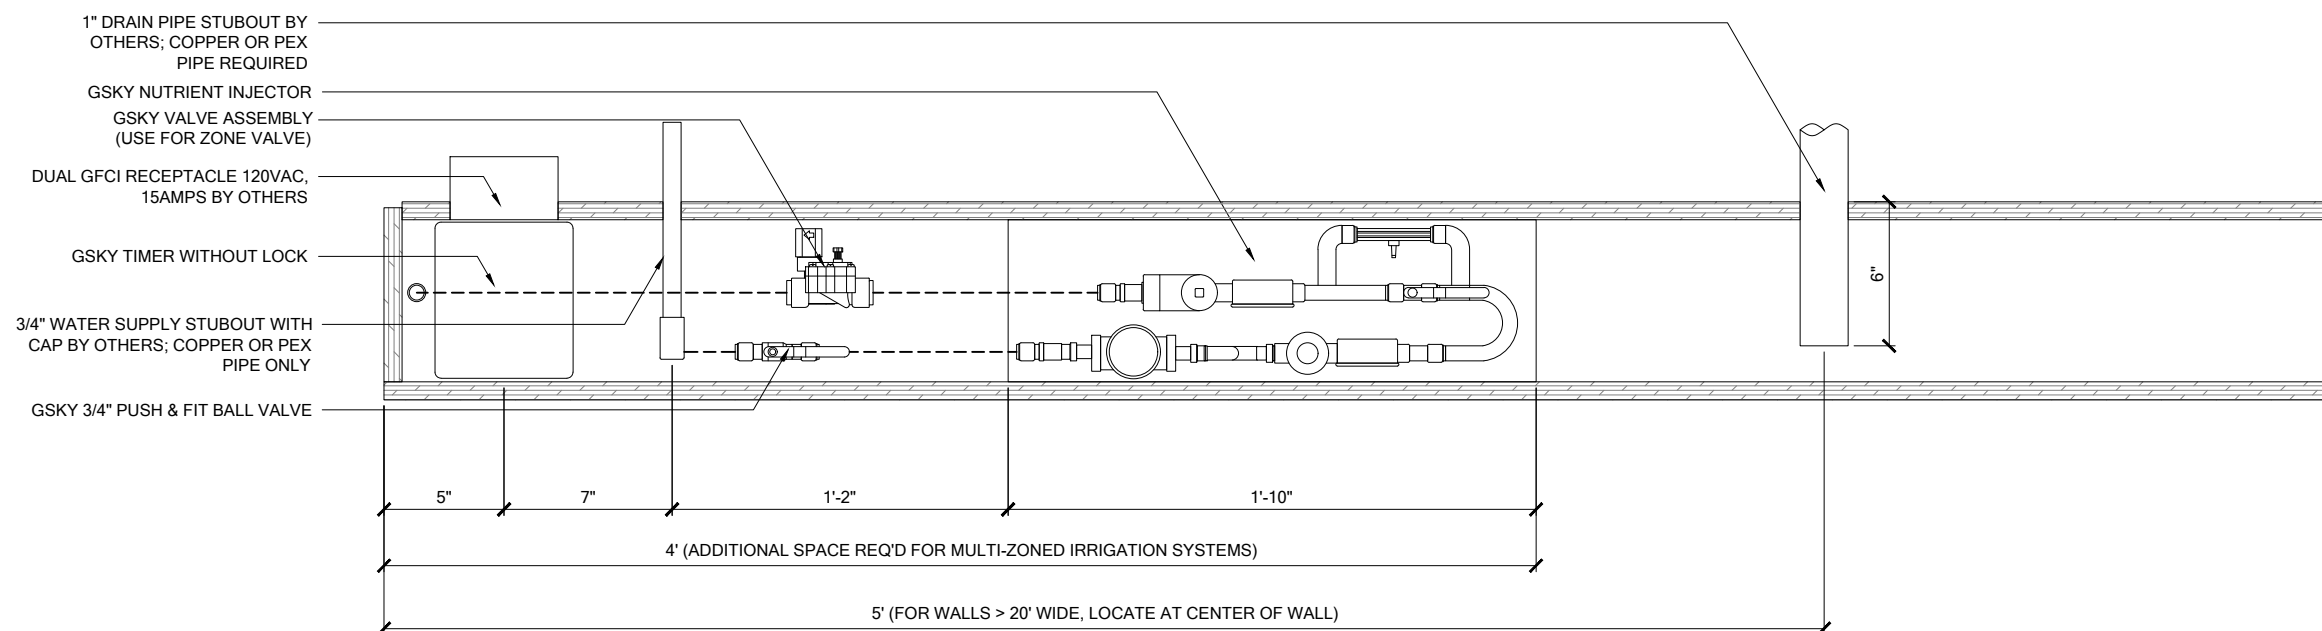 1" DRAIN PIPE STUBOUT BY
OTHERS; COPPER OR PEX
PIPE REQUIRED
GSKY NUTRIENT INJECTOR
GSKY VALVE ASSEMBLY
(USE FOR ZONE VALVE)
DUAL GFCI RECEPTACLE 120VAC,
15AMPS BY OTHERS
GSKY TIMER WITHOUT LOCK
3/4" WATER SUPPLY STUBOUT WITH
CAP BY OTHERS; COPPER OR PEX
PIPE ONLY
GSKY 3/4" PUSH & FIT BALL VALVE
6"
5"
7"
1'-2"
1'-10"
4' (ADDITIONAL SPACE REQ'D FOR MULTI-ZONED IRRIGATION SYSTEMS)
5' (FOR WALLS > 20' WIDE, LOCATE AT CENTER OF WALL)